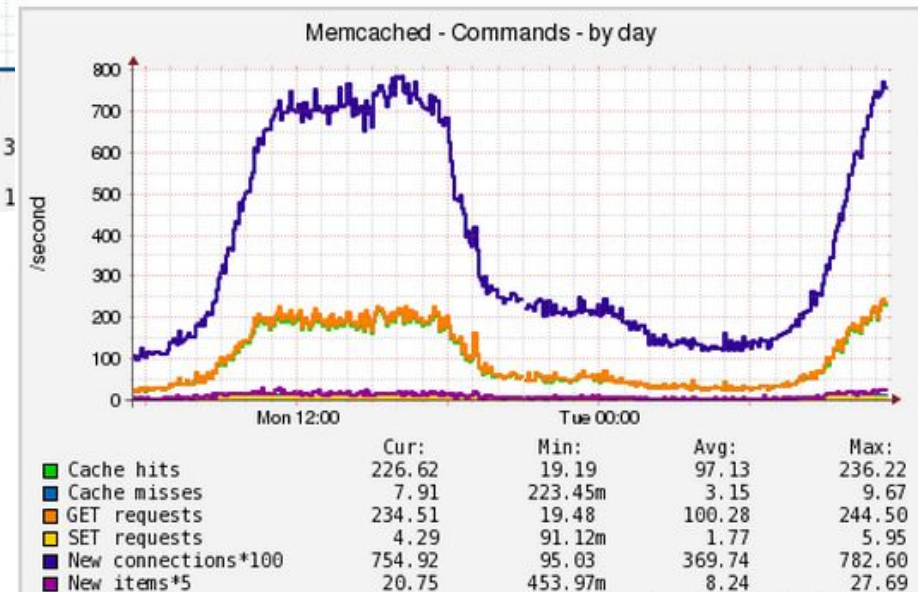 Memcached - Commands - by day
3
1
/second
800
700
600
500
400
300
200
100
0
Mon 12:00 Tue 00:00
Cur: Min: Avg: Max:
Cache hits 226.62 19.19 97.13 236.22
Cache misses 7.91 223.45m 3.15 9.67
GET requests 234.51 19.48 100.28 244.50
SET requests 4.29 91.12m 1.77 5.95
New connections*100 754.92 95.03 369.74 782.60
New items*5 20.75 453.97m 8.24 27.69